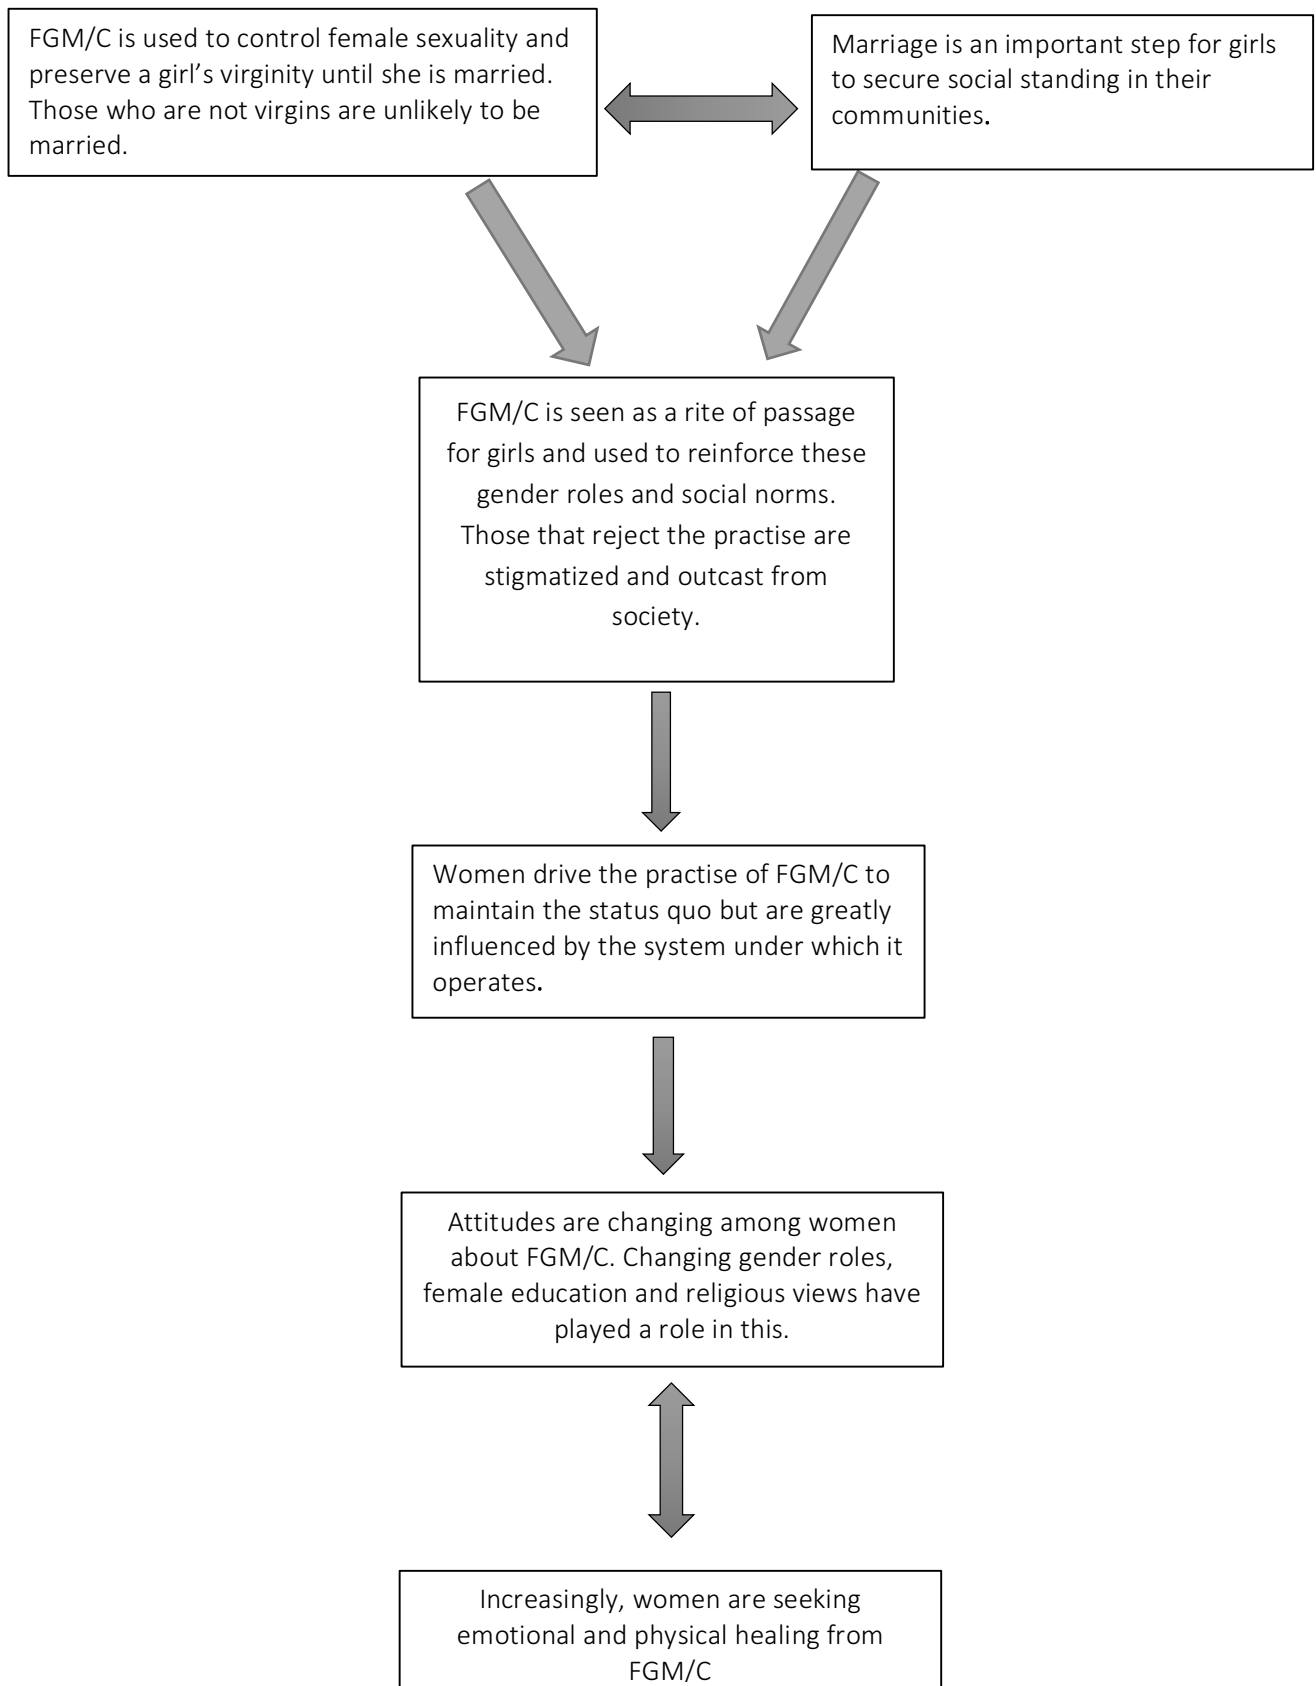 FGM/C is used to control female sexuality and
preserve a girl’s virginity until she is married.
Those who are not virgins are unlikely to be
married.
Marriage is an important step for girls
to secure social standing in their
communities.
FGM/C is seen as a rite of passage
for girls and used to reinforce these
gender roles and social norms.
Those that reject the practise are
stigmatized and outcast from
society.
Women drive the practise of FGM/C to
maintain the status quo but are greatly
influenced by the system under which it
operates.
Attitudes are changing among women
about FGM/C. Changing gender roles,
female education and religious views have
played a role in this.
Increasingly, women are seeking
emotional and physical healing from
FGM/C